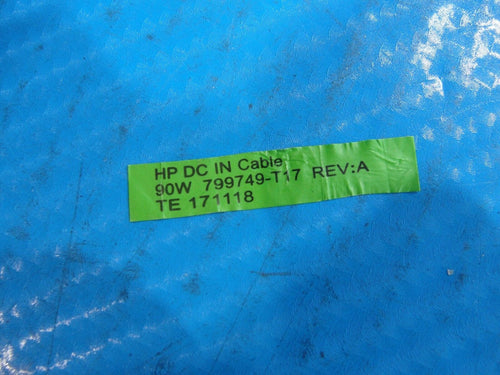 HP DC IN Cable
90W 799749-T17 REV:A
TE 171118